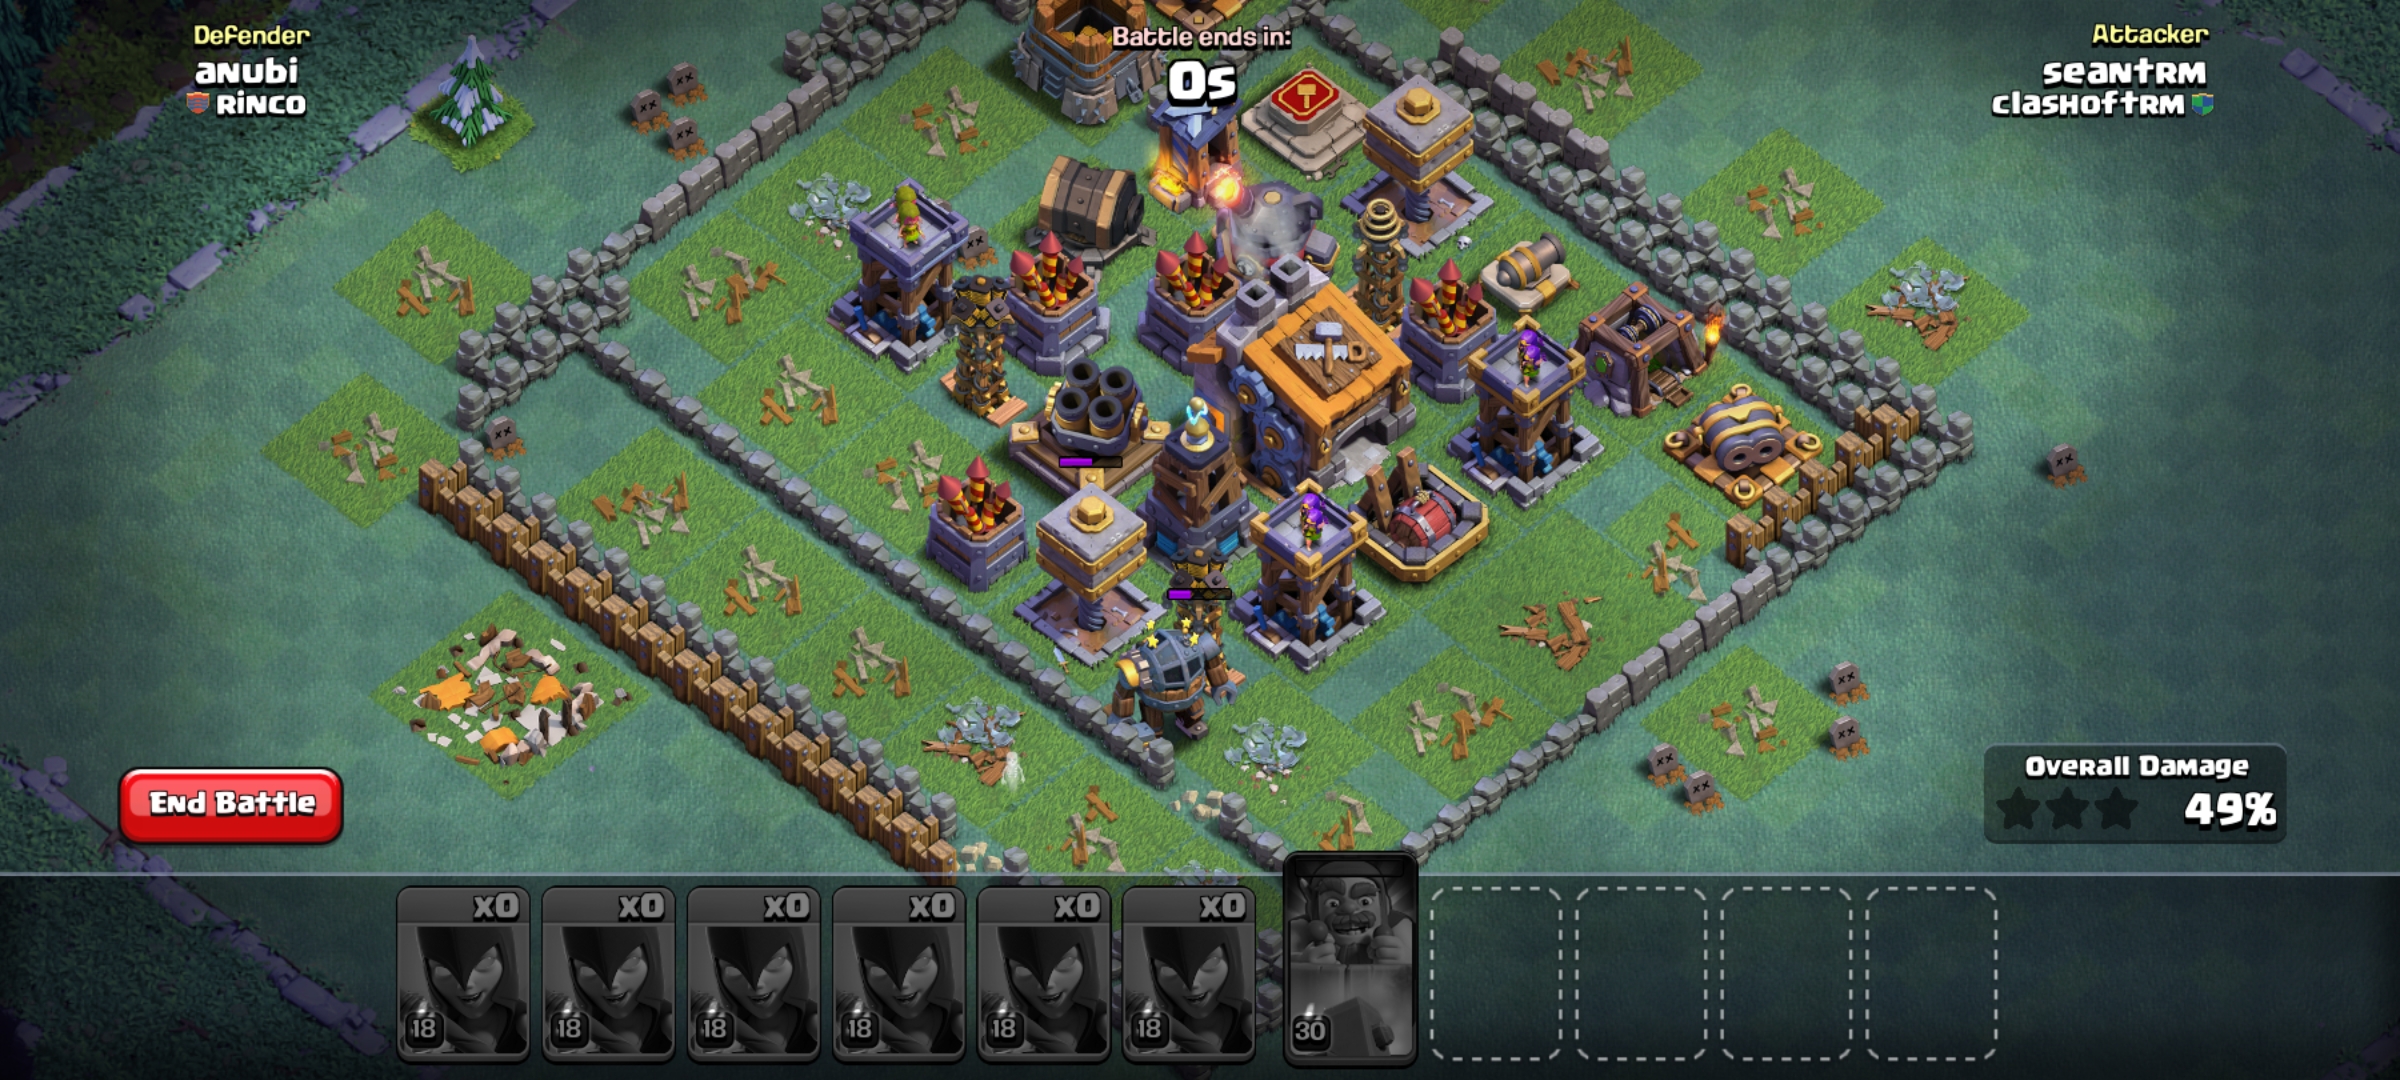 Defender
anubi
RINCO
Battle ends in:
0s
Attacker
seantRM
clashoftRM
End Battle
Overall Damage
49%
x0
x0
x0
x0
x0
x0
18
18
18
18
18
18
30